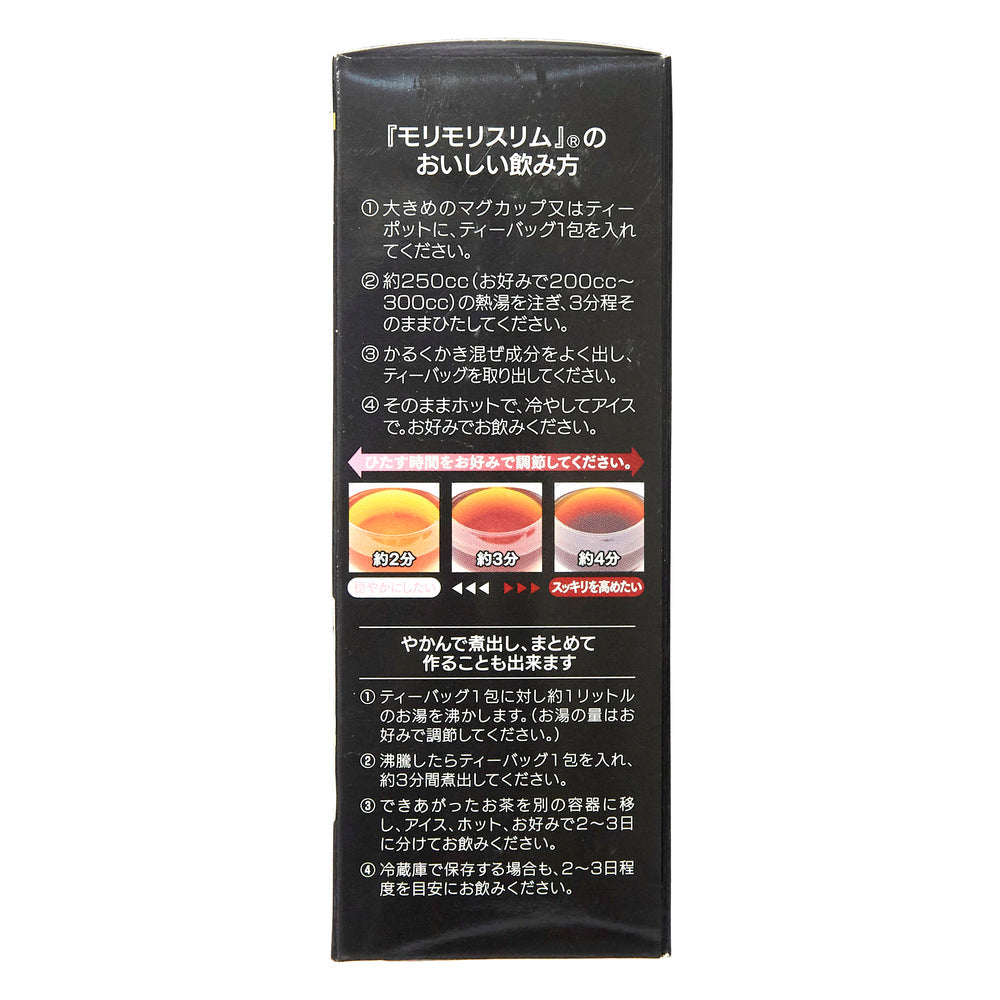 『モリモリスリム』®の
おいしい飲み方
① 大きめのマグカップ又はティー
ポットに、ティーバッグ1包を入れ
てください。
② 約250cc(お好みで200cc〜
300cc)の熱湯を注ぎ、3分程そ
のままひたしてください。
③ かるくかき混ぜ成分をよく出し、
ティーバッグを取り出してください。
④ そのままホットで、冷やしてアイス
で。お好みでお飲みください。
ひたす時間をお好みで調節してください。
約2分 約3分 約4分
穏やかにしたい スッキリを高めたい
やかんで煮出し、まとめて
作ることも出来ます
① ティーバッグ1包に対し約1リットル
のお湯を沸かします。(お湯の量はお
好みで調節してください。)
② 沸騰したらティーバッグ1包を入れ、
約3分間煮出してください。
③ できあがったお茶を別の容器に移
し、アイス、ホット、お好みで2〜3日
に分けてお飲みください。
④ 冷蔵庫で保存する場合も、2〜3日程
度を目安にお飲みください。